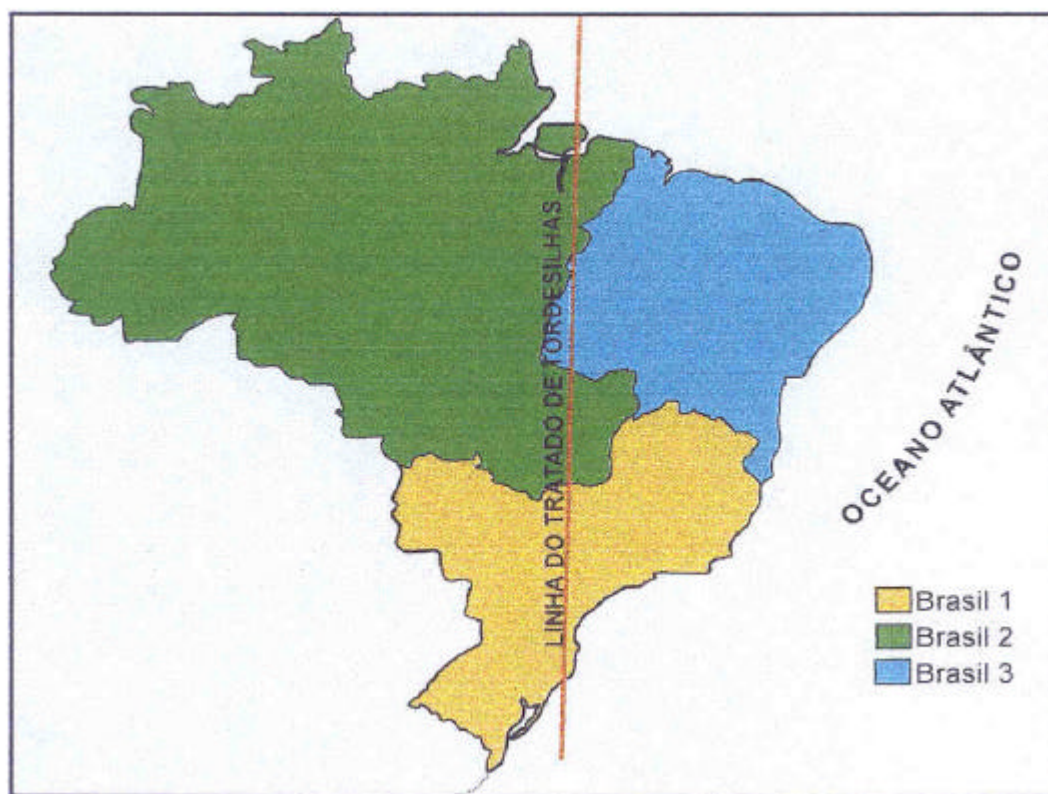 LINHA DO TRATADO DE TORDESILHAS
OCEANO ATLÂNTICO
Brasil 1
Brasil 2
Brasil 3